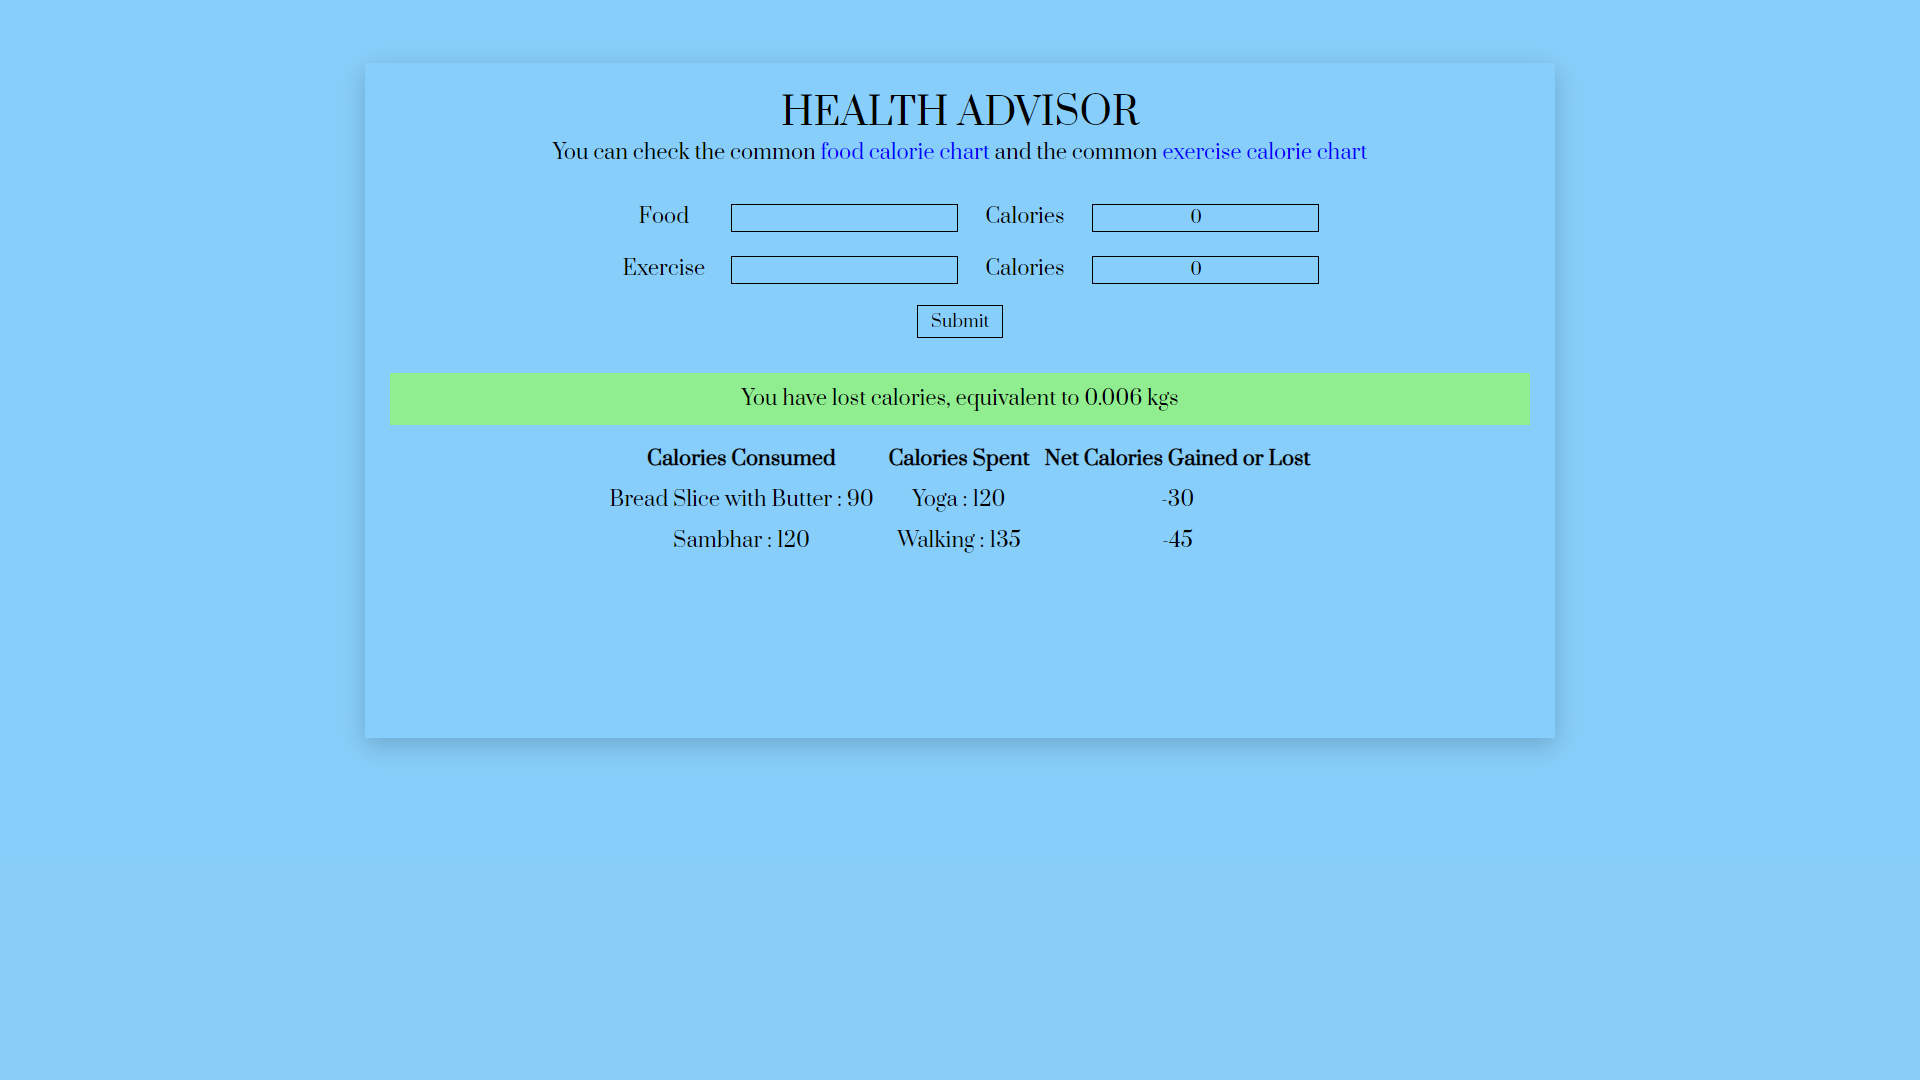 HEALTH ADVISOR
You can check the common food calorie chart and the common exercise calorie chart
Food Calories 0
Exercise Calories 0
Submit
You have lost calories, equivalent to 0.006 kgs
Calories Consumed Calories Spent Net Calories Gained or Lost
Bread Slice with Butter : 90 Yoga : 120 -30
Sambhar : 120 Walking : 135 -45